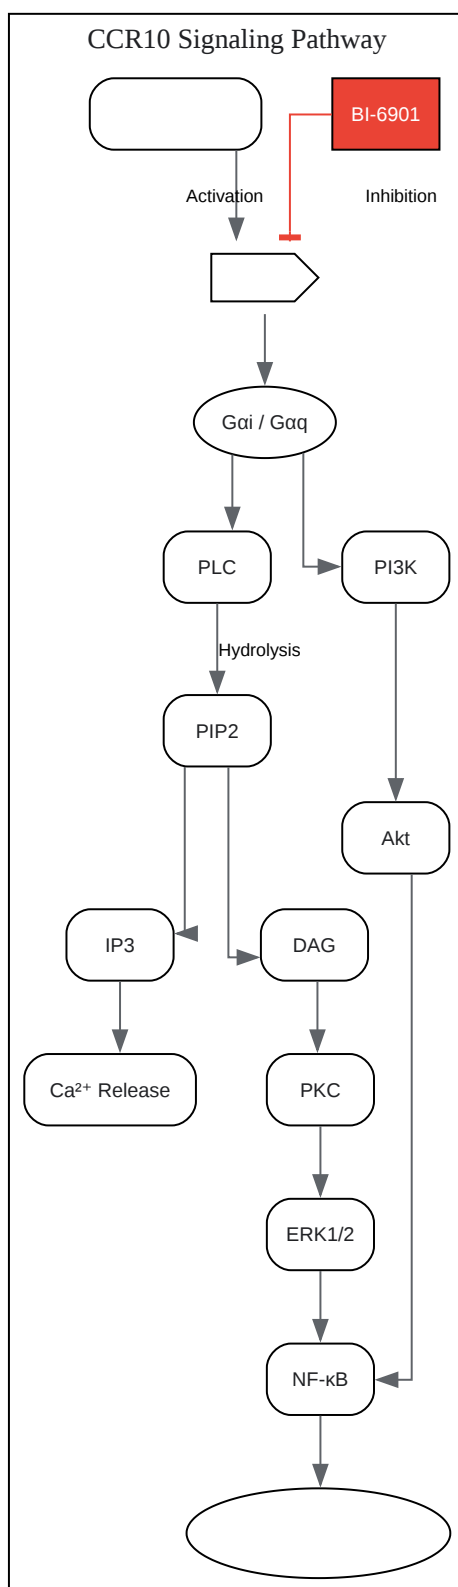 CCR10 Signaling Pathway
BI-6901
Activation
Inhibition
Gαi / Gαq
PLC
PI3K
Hydrolysis
PIP2
Akt
IP3
DAG
Ca²⁺ Release
PKC
ERK1/2
NF-κB